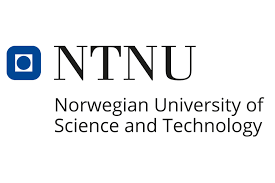 NTNU
Norwegian University of
Science and Technology